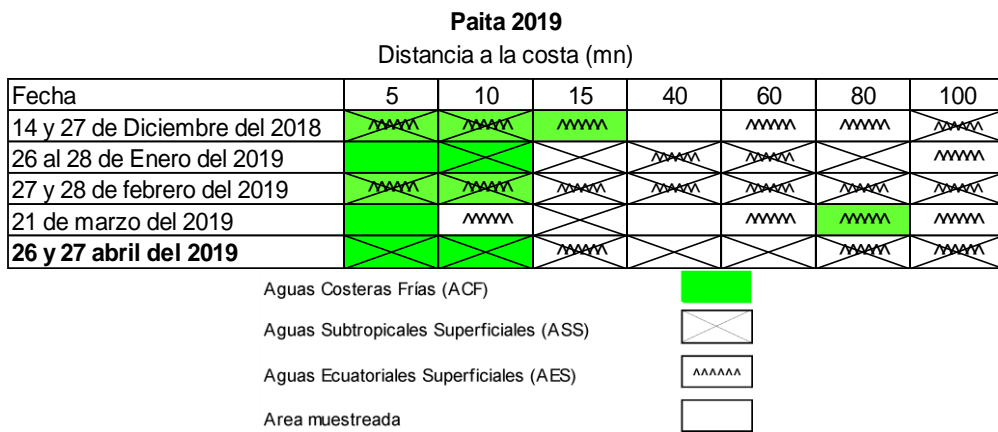 Paita 2019
Distancia a la costa (mn)
Fecha 5 10 15 40 60 80 100
14 y 27 de Diciembre del 2018
26 al 28 de Enero del 2019
27 y 28 de febrero del 2019
21 de marzo del 2019
26 y 27 abril del 2019
Aguas Costeras Frías (ACF)
Aguas Subtropicales Superficiales (ASS)
Aguas Ecuatoriales Superficiales (AES)
Area muestreada